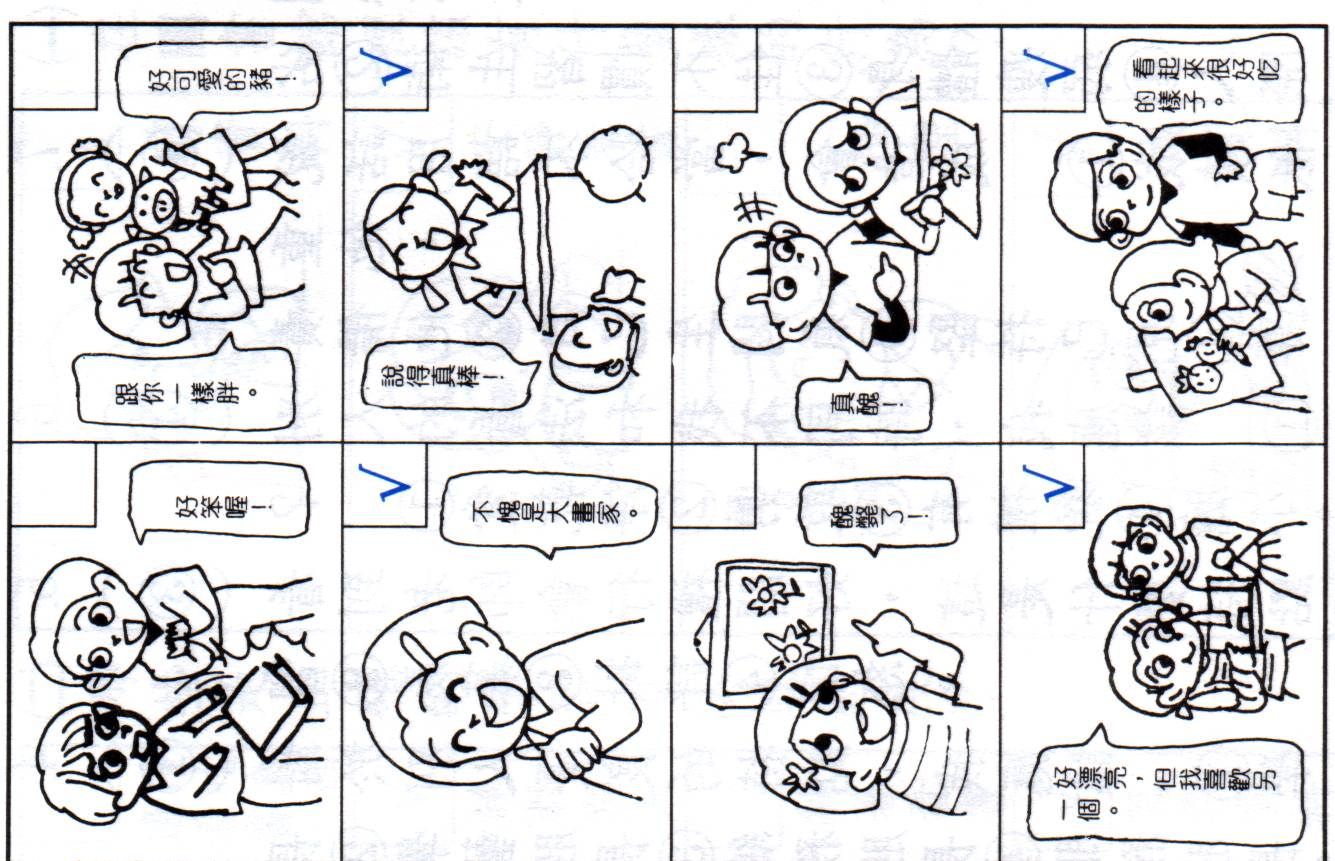 好可愛的豬！
跟你一樣胖。
好笨喔！
說得真棒！
不愧是大畫家。
真醜！
醜斃了！
看起來很好吃
的樣子。
好漂亮，但我喜歡另
一個。